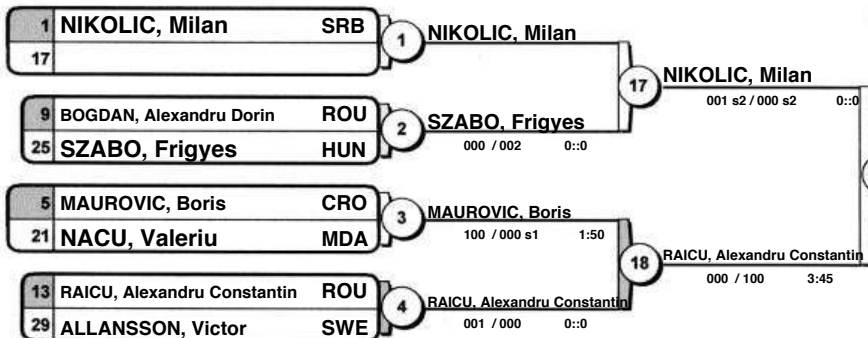 1 NIKOLIC, Milan SRB
17
1
NIKOLIC, Milan
9 BOGDAN, Alexandru Dorin ROU
25 SZABO, Frigyes HUN
2
SZABO, Frigyes
000 / 002 0::0
17
NIKOLIC, Milan
001 s2 / 000 s2 0::0
5 MAUROVIC, Boris CRO
21 NACU, Valeriu MDA
3
MAUROVIC, Boris
100 / 000 s1 1:50
13 RAICU, Alexandru Constantin ROU
29 ALLANSSON, Victor SWE
4
RAICU, Alexandru Constantin
001 / 000 0::0
18
RAICU, Alexandru Constantin
000 / 100 3:45